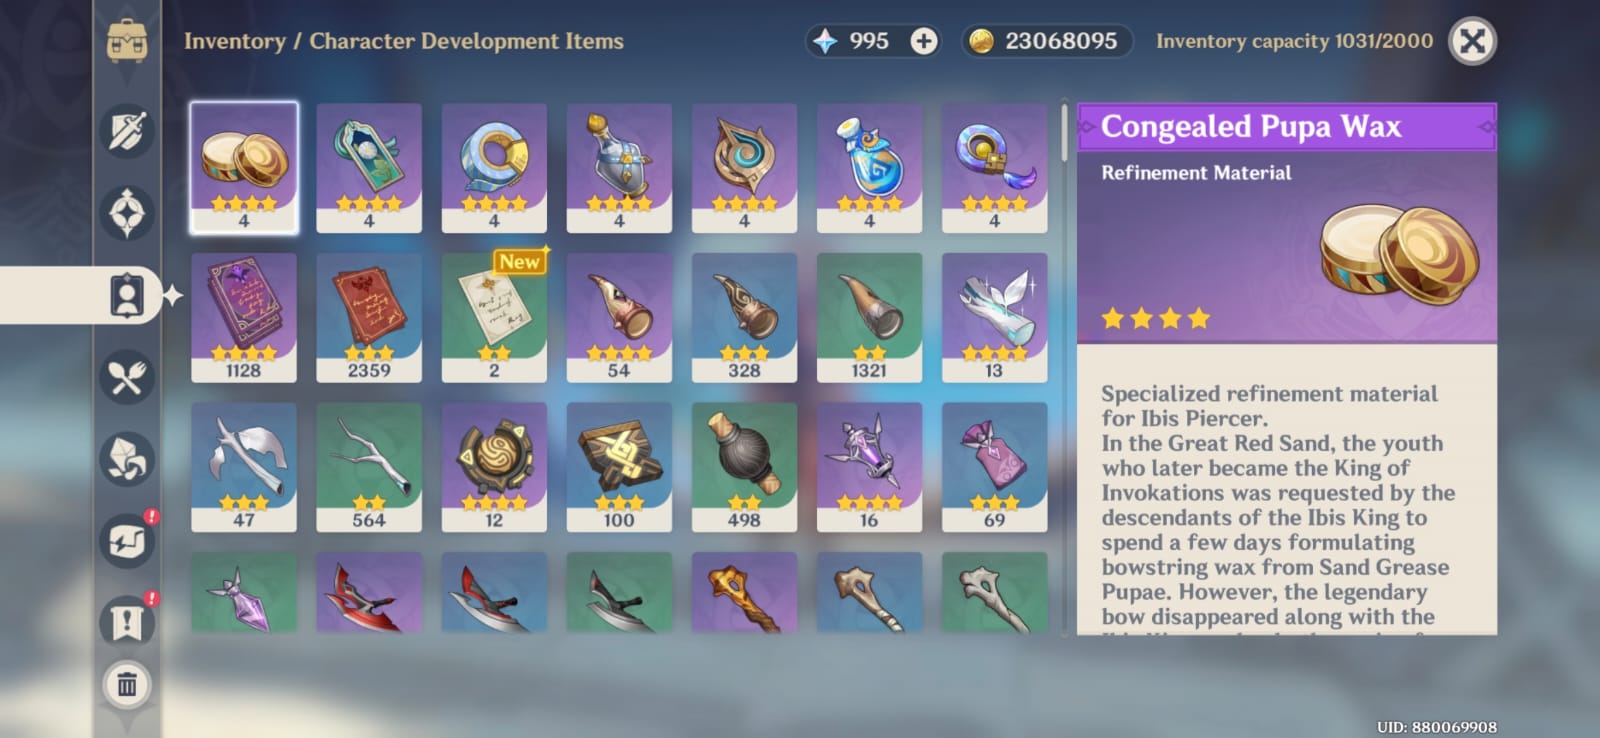 Inventory / Character Development Items
995
23068095
Inventory capacity 1031/2000
4
4
4
4
4
4
4
New
1128
2359
2
54
328
1321
13
47
564
12
100
498
16
69
Congealed Pupa Wax
Refinement Material
Specialized refinement material
for Ibis Piercer.
In the Great Red Sand, the youth
who later became the King of
Invokations was requested by the
descendants of the Ibis King to
spend a few days formulating
bowstring wax from Sand Grease
Pupae. However, the legendary
bow disappeared along with the
UID: 880069908